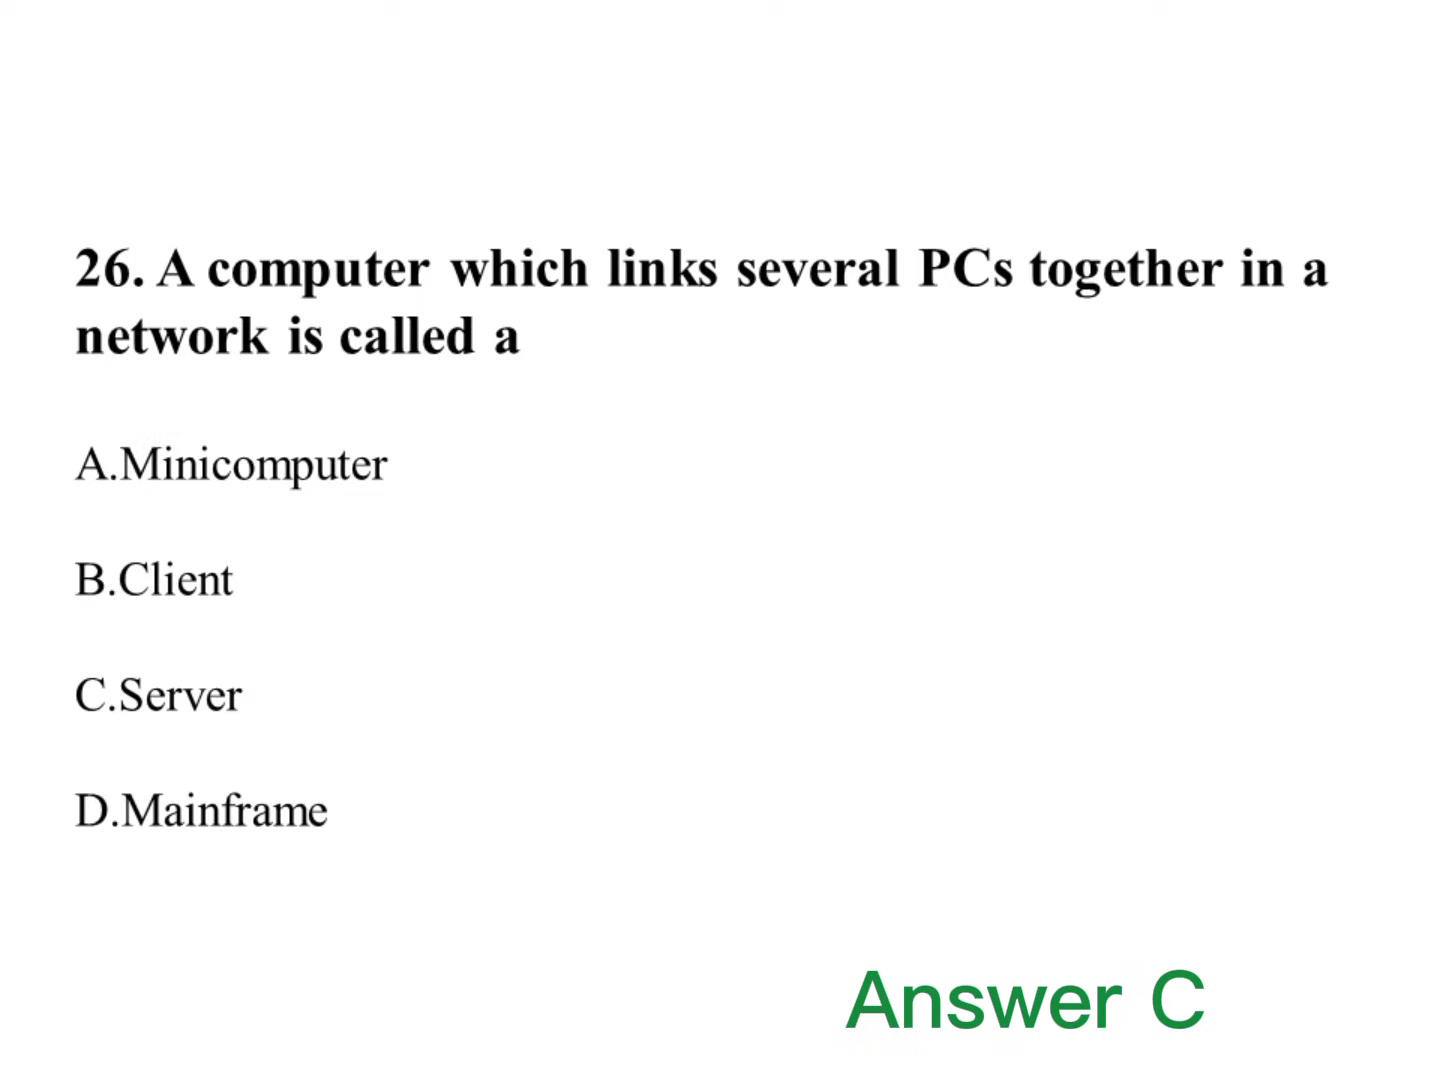 26. A computer which links several PCs together in a
network is called a
A.Minicomputer
B.Client
C.Server
D.Mainframe
Answer C